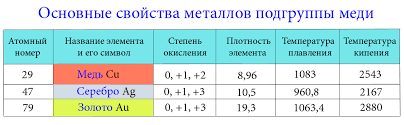 Основные свойства металлов подгруппы меди
Атомный номер | Название элемента и его символ | Степень окисления | Плотность элемента | Температура плавления | Температура кипения
29 | Медь Cu | 0, +1, +2 | 8,96 | 1083 | 2543
47 | Серебро Ag | 0, +1, +3 | 10,5 | 960,8 | 2167
79 | Золото Au | 0, +1, +3 | 19,3 | 1063,4 | 2880